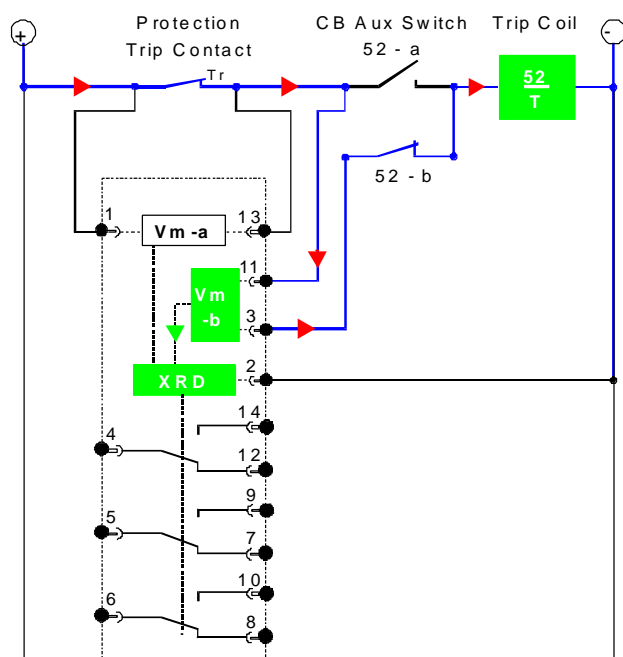 Protection
Trip Contact
CB Aux Switch
52 - a
Trip Coil
+
-
Tr
52
T
52 - b
1
Vm -a
13
11
Vm
-b
3
XRD
2
14
4
12
9
5
7
10
6
8